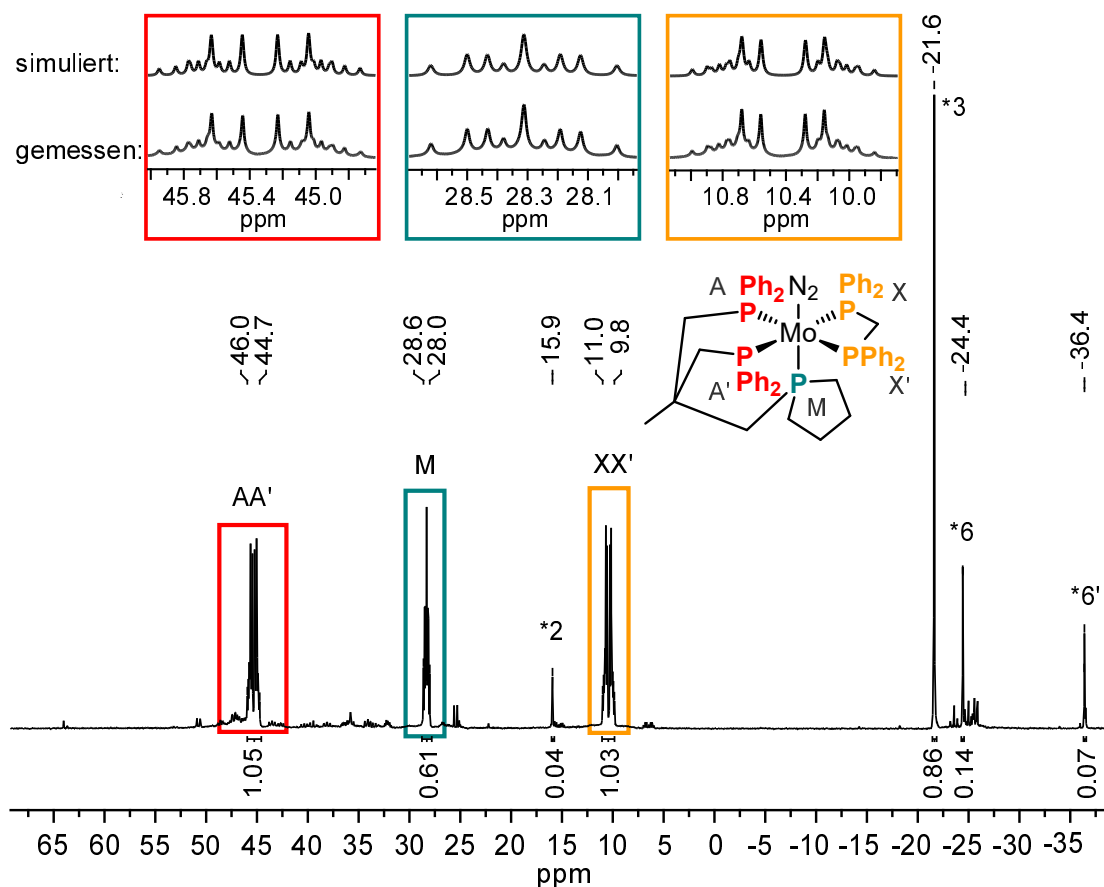 simuliert:
gemessen:
45.8 45.4 45.0
ppm
28.5 28.3 28.1
ppm
10.8 10.4 10.0
ppm
-21.6
*3
46.0
44.7
28.6
28.0
15.9
11.0
9.8
-24.4
-36.4
A Ph2 N2 Ph2 X
P P
Mo
P PPh2
A' Ph2 P X'
M
AA'
M
XX'
*2
*6
*6'
1.05
0.61
0.04
1.03
0.86
0.14
0.07
65 60 55 50 45 40 35 30 25 20 15 10 5 0 -5 -10 -15 -20 -25 -30 -35
ppm